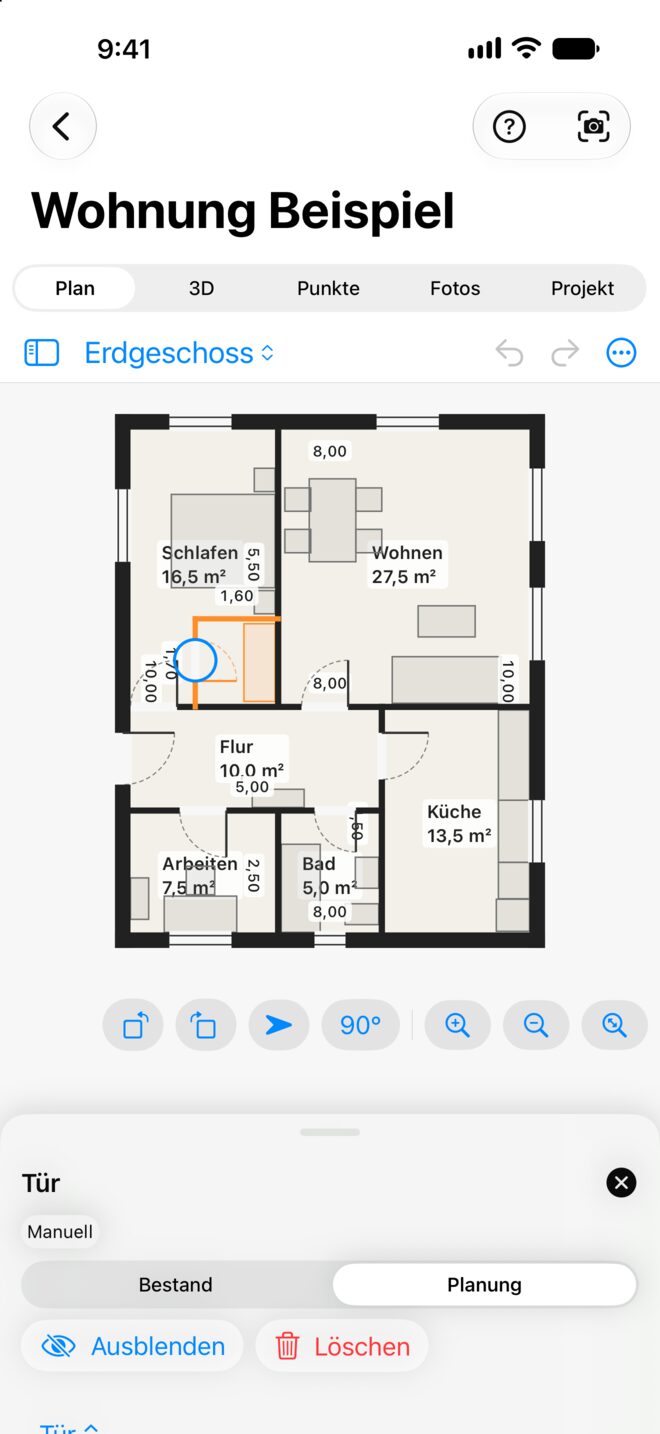 9:41
Wohnung Beispiel
Plan 3D Punkte Fotos Projekt
Erdgeschoss
8,00
Schlafen
16,5 m²
5,50
Wohnen
27,5 m²
1,60
1,70
10,00
8,00
10,00
Flur
10,0 m²
5,00
Küche
13,5 m²
Arbeiten
7,5 m²
2,50
Bad
5,0 m²
8,00
90°
Tür
Manuell
Bestand Planung
Ausblenden Löschen
Tür